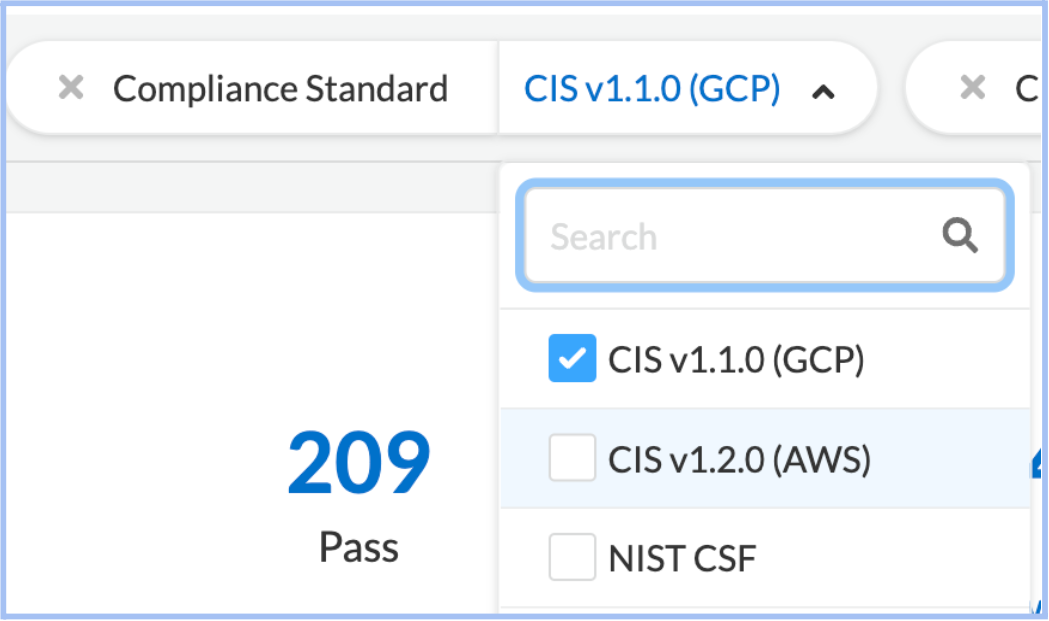 Compliance Standard CIS v1.1.0 (GCP)
Search
CIS v1.1.0 (GCP)
CIS v1.2.0 (AWS)
NIST CSF
209
Pass